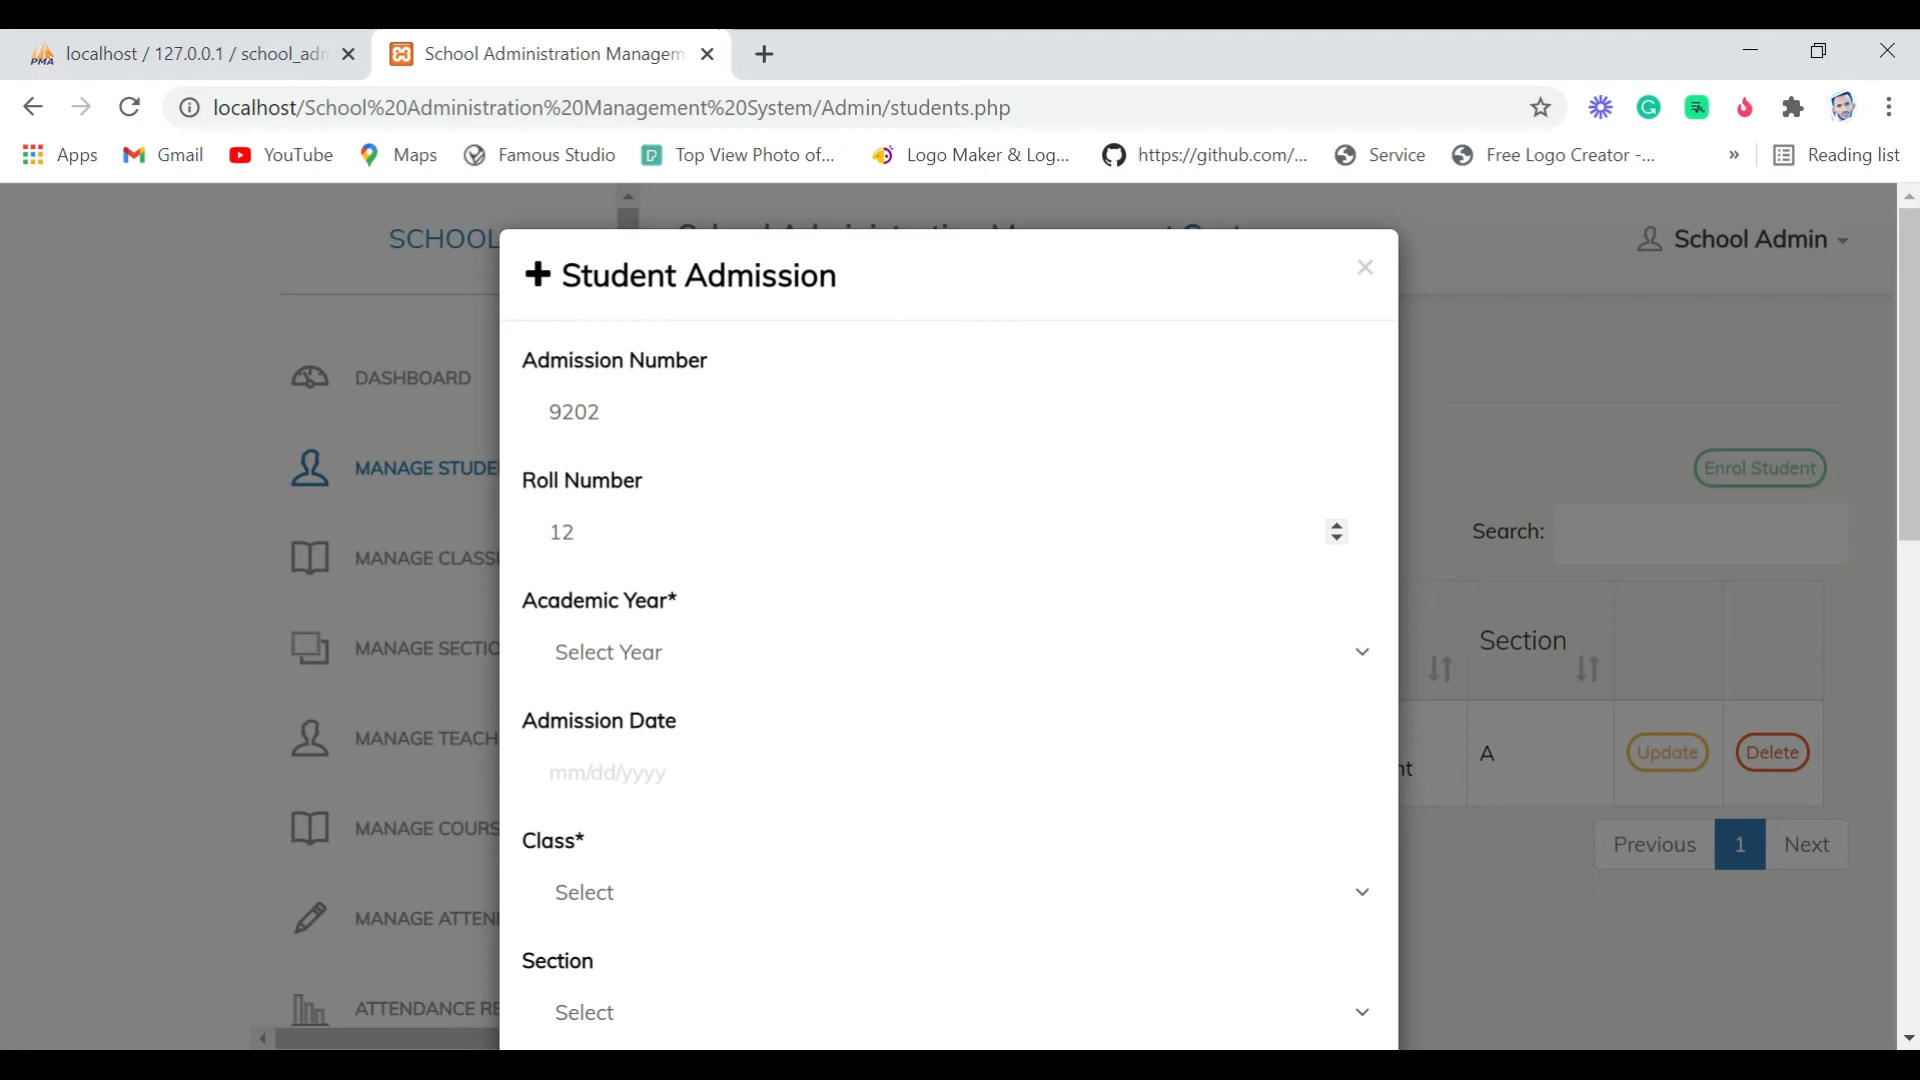 localhost / 127.0.0.1 / school_adn
School Administration Managem
localhost/School%20Administration%20Management%20System/Admin/students.php
Apps
Gmail
YouTube
Maps
Famous Studio
Top View Photo of...
Logo Maker & Log...
https://github.com/...
Service
Free Logo Creator -...
»
Reading list
SCHOOL
School Admin
Student Admission
×
Admission Number
9202
Roll Number
12
Academic Year*
Select Year
Admission Date
mm/dd/yyyy
Class*
Select
Section
Select
DASHBOARD
MANAGE STUDE
MANAGE CLASS
MANAGE SECTIO
MANAGE TEACH
MANAGE COURS
MANAGE ATTEN
ATTENDANCE RE
Enrol Student
Search:
Section
nt
A
Update
Delete
Previous 1 Next